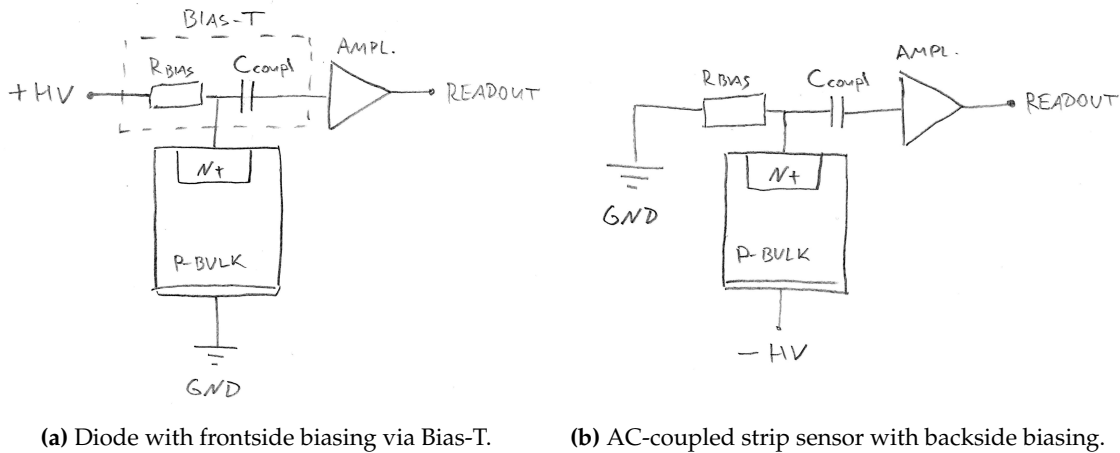 BIAS-T
RBIAS
Ccoupl
AMPL.
+HV
READOUT
N+
P-BULK
GND
(a) Diode with frontside biasing via Bias-T.
RBIAS
Ccoupl
AMPL.
READOUT
GND
N+
P-BULK
-HV
(b) AC-coupled strip sensor with backside biasing.